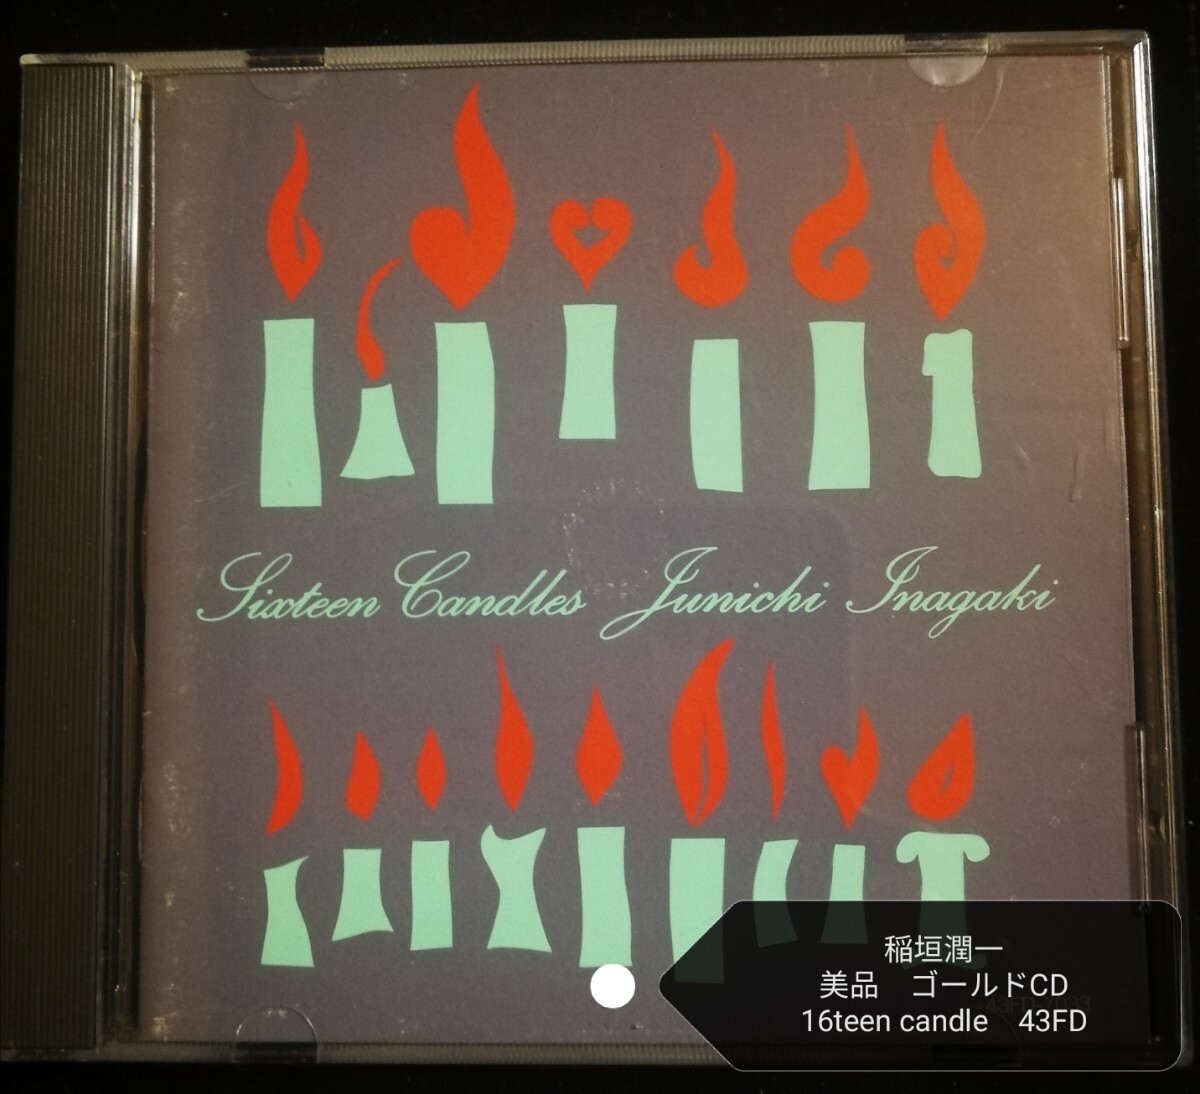 Sixteen Candles Junichi Inagaki
稲垣潤一
美品　ゴールドCD
16teen candle　43FD